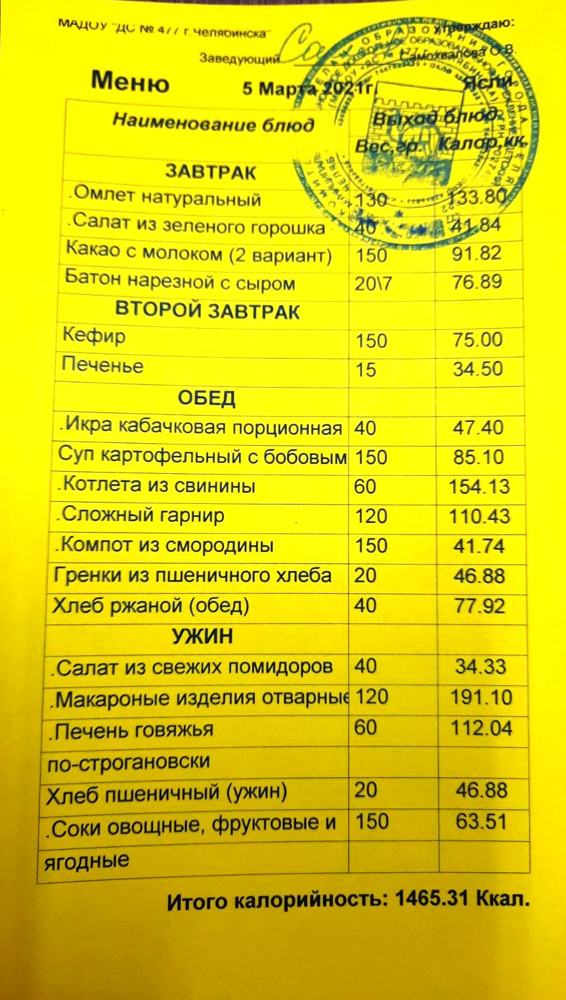 МАДОУ "ДС № 477 г.Челябинска"
Утверждаю:
Заведующий Самохвалова О.В.
Меню 5 Марта 2021г. Ясли
Наименование блюд Выход блюд
Вес,гр. Калор,кк
ЗАВТРАК
.Омлет натуральный 130 133.80
.Салат из зеленого горошка 40 41.84
Какао с молоком (2 вариант) 150 91.82
Батон нарезной с сыром 20\7 76.89
ВТОРОЙ ЗАВТРАК
Кефир 150 75.00
Печенье 15 34.50
ОБЕД
.Икра кабачковая порционная 40 47.40
Суп картофельный с бобовым 150 85.10
.Котлета из свинины 60 154.13
.Сложный гарнир 120 110.43
.Компот из смородины 150 41.74
Гренки из пшеничного хлеба 20 46.88
Хлеб ржаной (обед) 40 77.92
УЖИН
.Салат из свежих помидоров 40 34.33
.Макароные изделия отварные 120 191.10
.Печень говяжья 60 112.04
по-строгановски
Хлеб пшеничный (ужин) 20 46.88
.Соки овощные, фруктовые и 150 63.51
ягодные
Итого калорийность: 1465.31 Ккал.